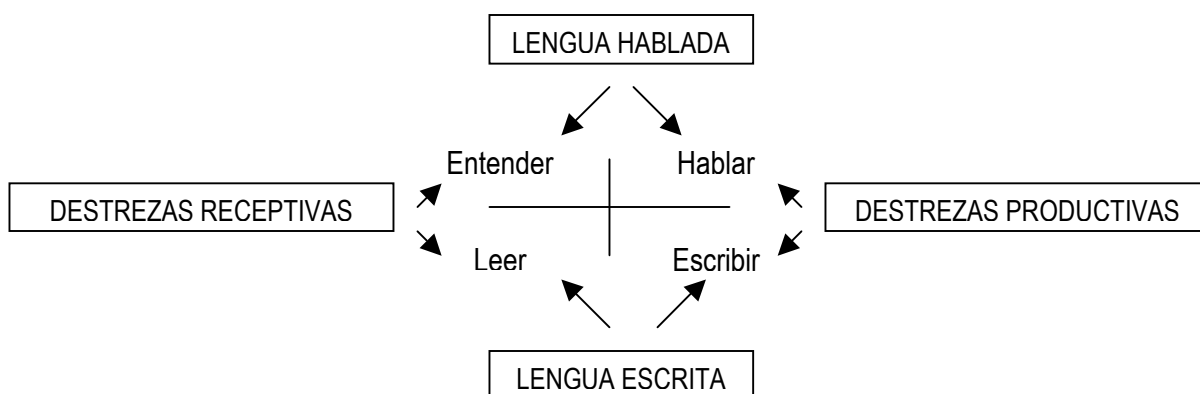 LENGUA HABLADA
Entender
Hablar
DESTREZAS RECEPTIVAS
DESTREZAS PRODUCTIVAS
Leer
Escribir
LENGUA ESCRITA